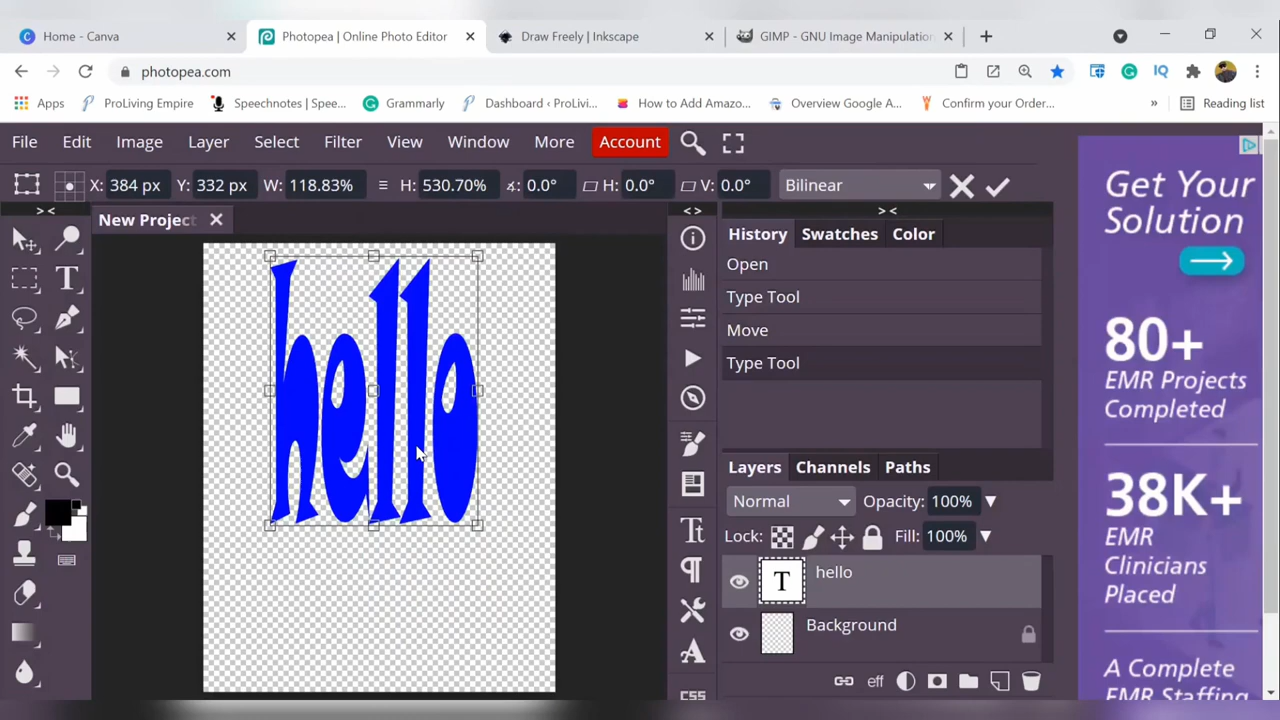 Home - Canva
Photopea | Online Photo Editor
Draw Freely | Inkscape
GIMP - GNU Image Manipulation
photopea.com
Apps
ProLiving Empire
Speechnotes | Spee...
Grammarly
Dashboard ‹ ProLivi...
How to Add Amazo...
Overview Google A...
Confirm your Order...
»
Reading list
File Edit Image Layer Select Filter View Window More Account
X: 384 px Y: 332 px W: 118.83% H: 530.70% 0.0° H: 0.0° V: 0.0° Bilinear
New Project
hello
History Swatches Color
Open
Type Tool
Move
Type Tool
Layers Channels Paths
Normal Opacity: 100%
Lock: Fill: 100%
T hello
Background
eff
CSS
Get Your
Solution
80+
EMR Projects
Completed
38K+
EMR
Clinicians
Placed
A Complete
EMR Staffing